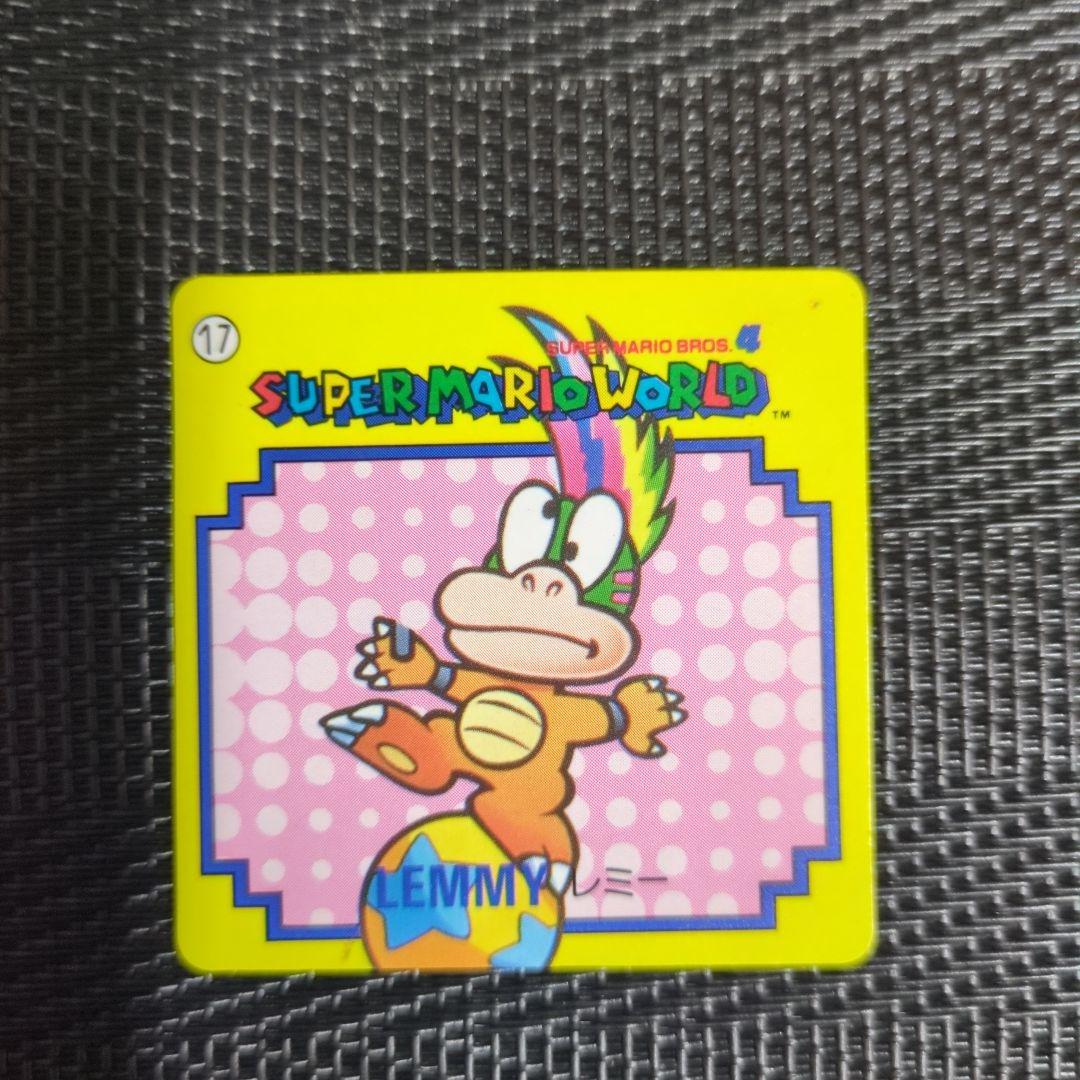 17
SUPER MARIO BROS. 4
SUPER MARIO WORLD ™
LEMMY レミー